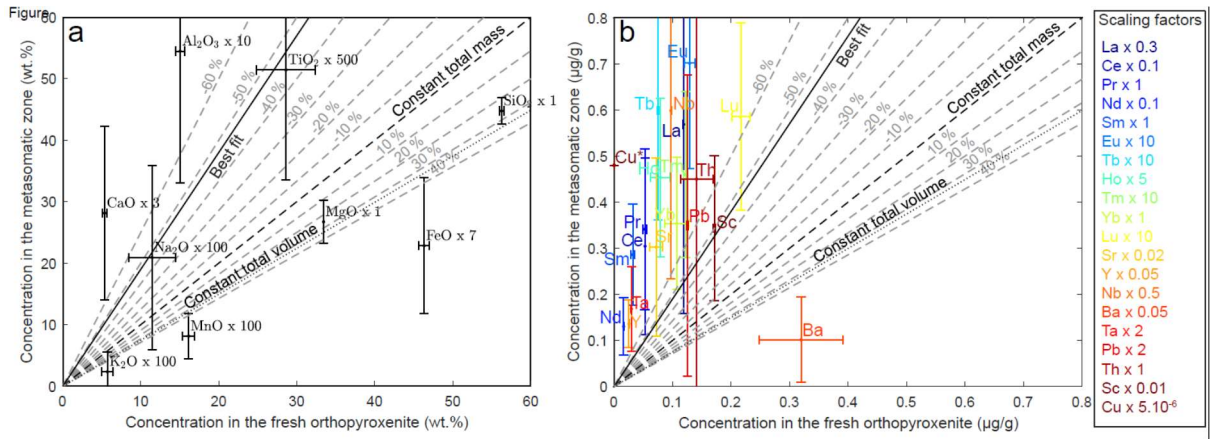 Figure
a
Concentration in the metasomatic zone (wt.%)
60
50
40
30
20
10
0
0
10
20
30
40
50
60
Concentration in the fresh orthopyroxenite (wt.%)
Al₂O₃ x 10
TiO₂ x 500
SiO₂ x 1
CaO x 3
Na₂O x 100
MgO x 1
FeO x 7
MnO x 100
K₂O x 100
-60 %
-50 %
-40 %
-30 %
-20 %
-10 %
10 %
20 %
30 %
40 %
Best fit
Constant total mass
Constant total volume
b
Concentration in the metasomatic zone (µg/g)
0.8
0.7
0.6
0.5
0.4
0.3
0.2
0.1
0
0
0.1
0.2
0.3
0.4
0.5
0.6
0.7
0.8
Concentration in the fresh orthopyroxenite (µg/g)
Eu
Tb
Nb
Lu
La
Cu*
Ho
Tm
Th
Pr
Yb
Pb
Sc
Ce
Sr
Sm
Ta
Nd
Y
Ba
-60 %
-50 %
-40 %
-30 %
-20 %
-10 %
10 %
20 %
30 %
40 %
Best fit
Constant total mass
Constant total volume
Scaling factors
La x 0.3
Ce x 0.1
Pr x 1
Nd x 0.1
Sm x 1
Eu x 10
Tb x 10
Ho x 5
Tm x 10
Yb x 1
Lu x 10
Sr x 0.02
Y x 0.05
Nb x 0.5
Ba x 0.05
Ta x 2
Pb x 2
Th x 1
Sc x 0.01
Cu x 5.10⁻⁶